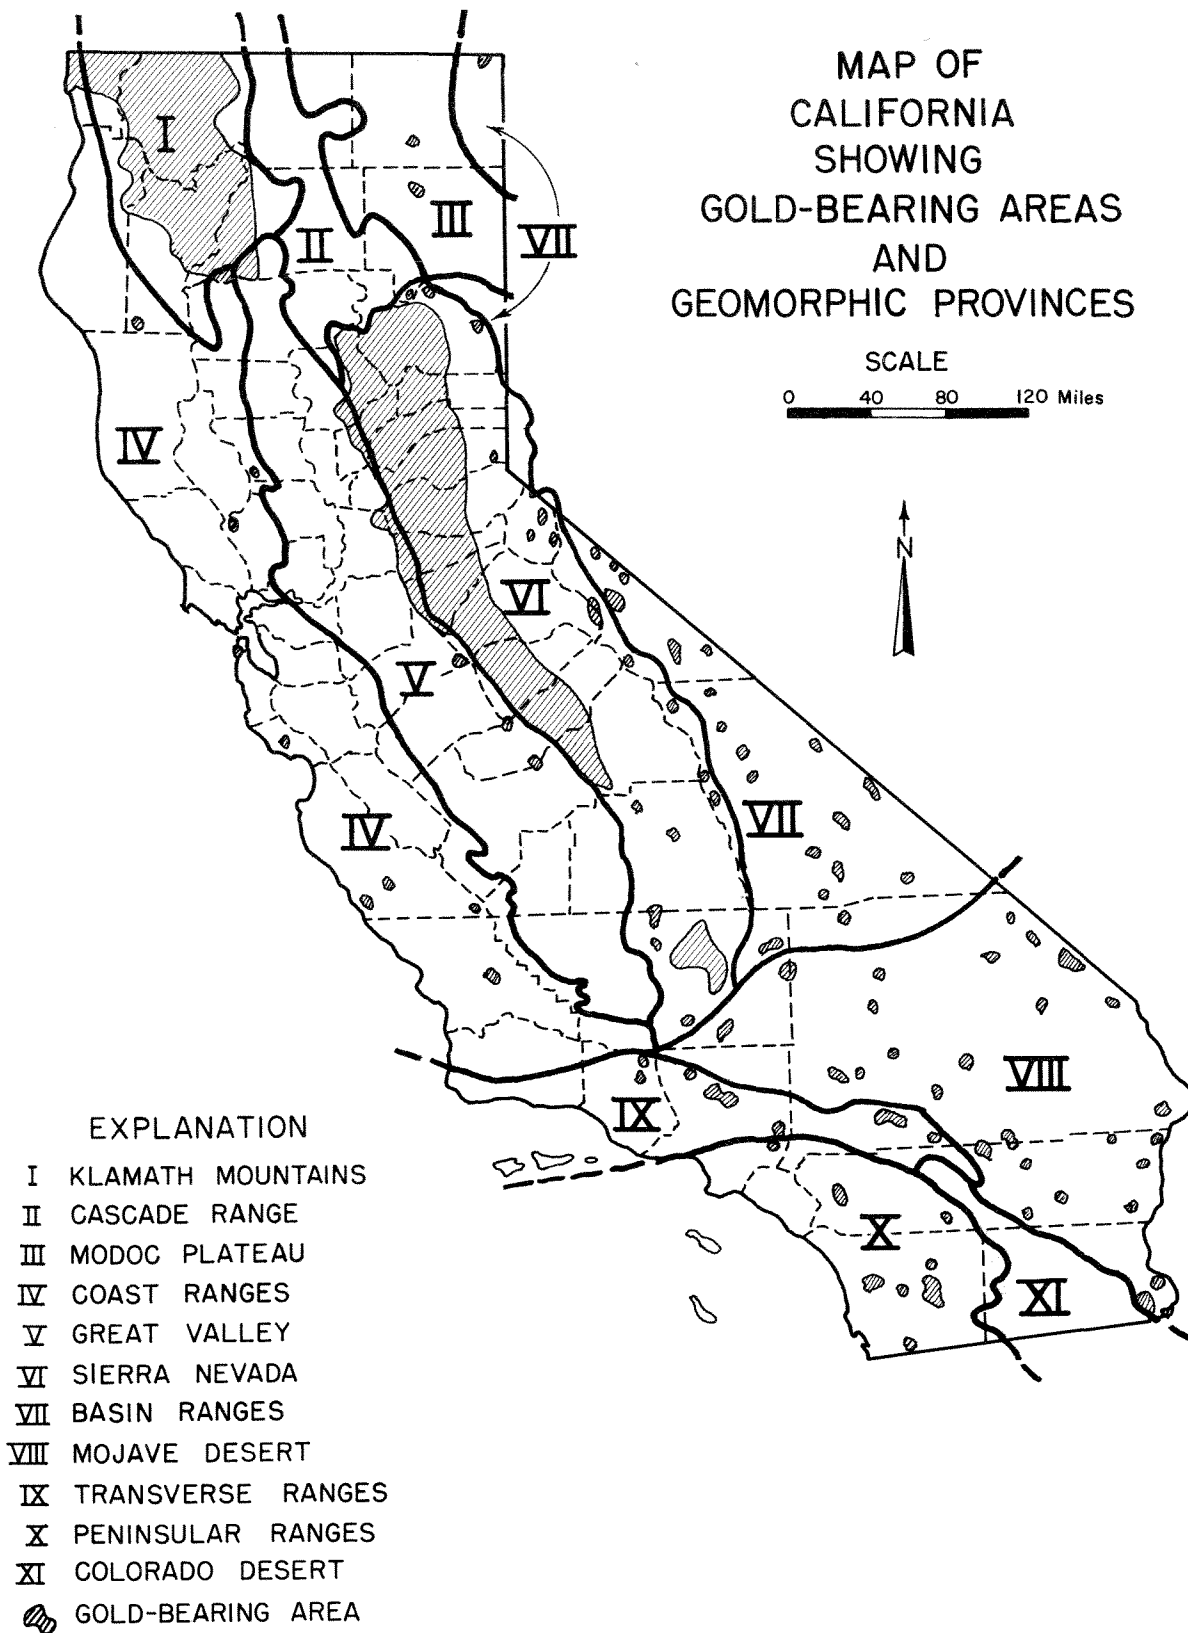 MAP OF
CALIFORNIA
SHOWING
GOLD-BEARING AREAS
AND
GEOMORPHIC PROVINCES
SCALE
0 40 80 120 Miles
N
I
II
III
VII
IV
VI
V
IV
VII
VIII
IX
X
XI
EXPLANATION
I KLAMATH MOUNTAINS
II CASCADE RANGE
III MODOC PLATEAU
IV COAST RANGES
V GREAT VALLEY
VI SIERRA NEVADA
VII BASIN RANGES
VIII MOJAVE DESERT
IX TRANSVERSE RANGES
X PENINSULAR RANGES
XI COLORADO DESERT
GOLD-BEARING AREA